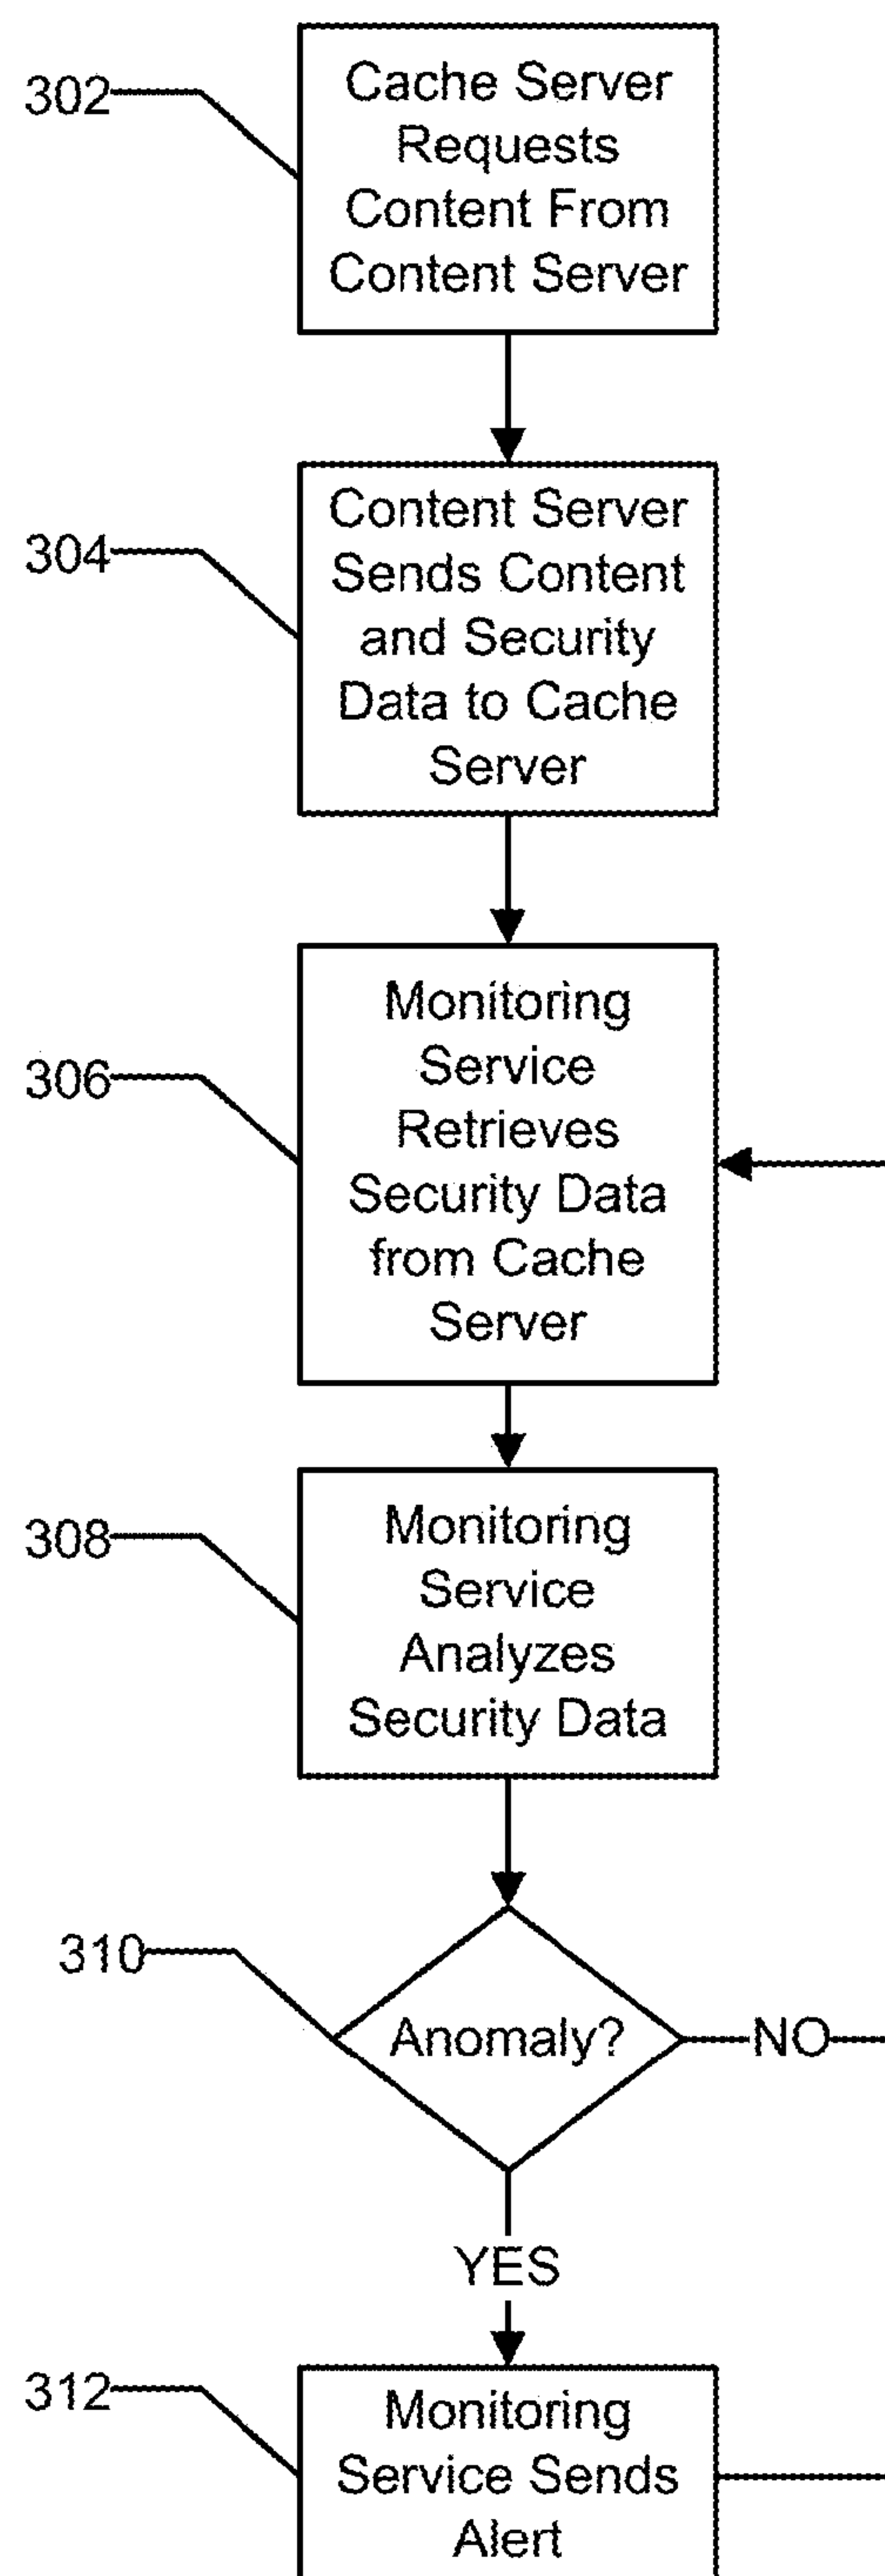 302
Cache Server
Requests
Content From
Content Server
304
Content Server
Sends Content
and Security
Data to Cache
Server
306
Monitoring
Service
Retrieves
Security Data
from Cache
Server
308
Monitoring
Service
Analyzes
Security Data
310
Anomaly?
NO
YES
312
Monitoring
Service Sends
Alert